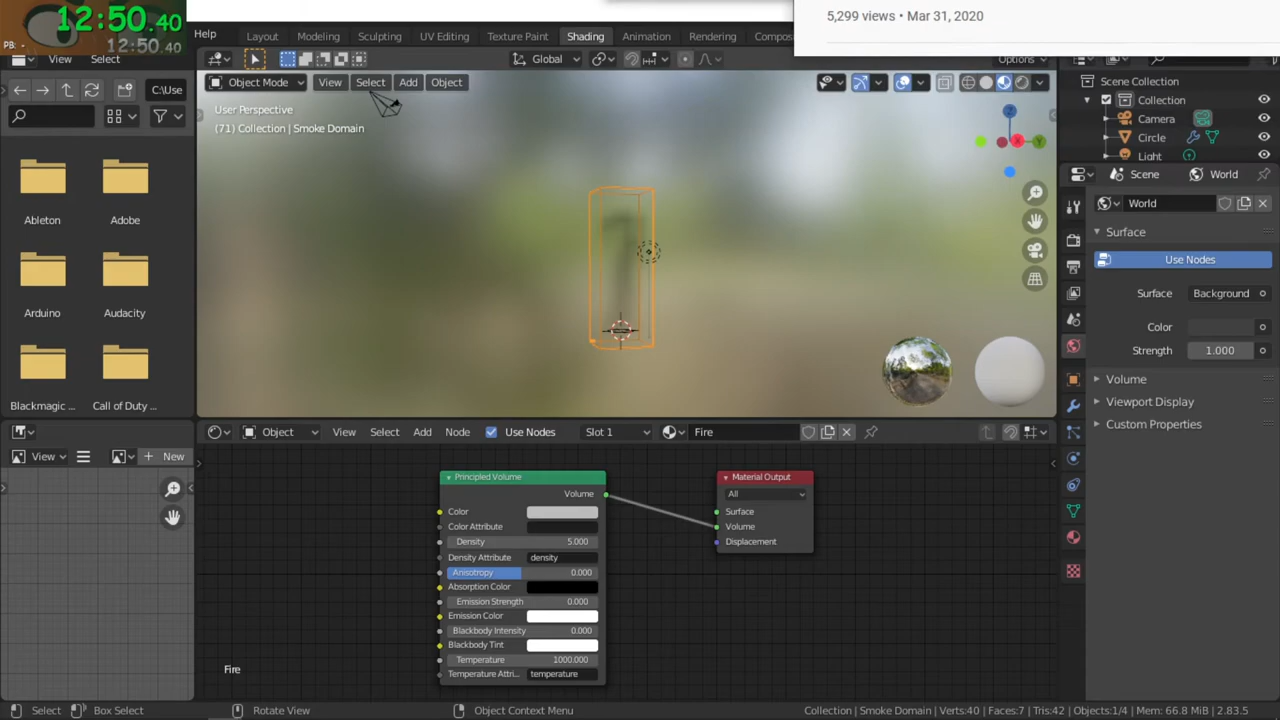 12:50.40
PB:
12:50.40
5,299 views • Mar 31, 2020
Help
Layout
Modeling
Sculpting
UV Editing
Texture Paint
Shading
Animation
Rendering
View
Select
Global
Options
C:\Use
Object Mode
View
Select
Add
Object
User Perspective
(71) Collection | Smoke Domain
Scene Collection
Collection
Camera
Circle
Light
Scene
World
World
Surface
Use Nodes
Surface
Background
Color
Strength
1.000
Volume
Viewport Display
Custom Properties
Ableton
Adobe
Arduino
Audacity
Blackmagic ...
Call of Duty ...
Z
X
Y
View
New
Object
View
Select
Add
Node
Use Nodes
Slot 1
Fire
Principled Volume
Volume
Color
Color Attribute
Density
5.000
Density Attribute
density
Anisotropy
0.000
Absorption Color
Emission Strength
0.000
Emission Color
Blackbody Intensity
0.000
Blackbody Tint
Temperature
1000.000
Temperature Attri...
temperature
Material Output
All
Surface
Volume
Displacement
Fire
Select
Box Select
Rotate View
Object Context Menu
Collection | Smoke Domain | Verts:40 | Faces:7 | Tris:42 | Objects:1/4 | Mem: 66.8 MiB | 2.83.5